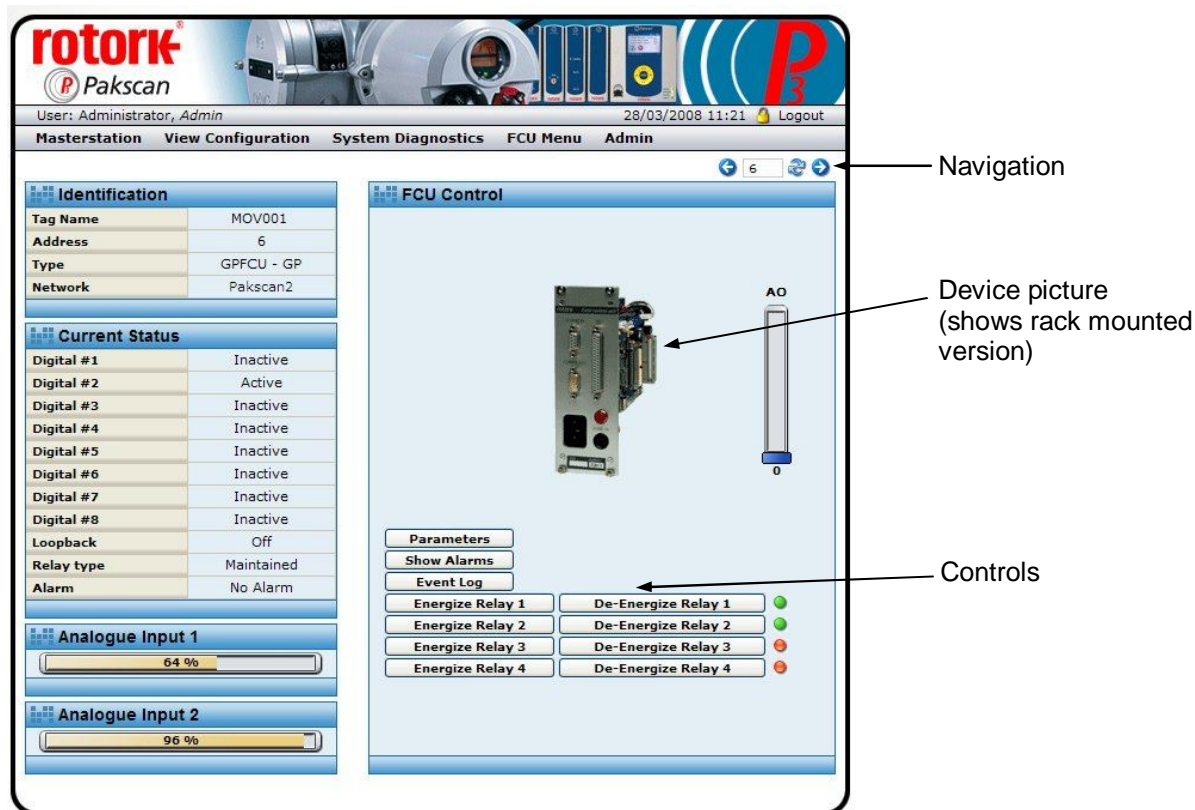 rotork®
Pakscan
P3
User: Administrator, Admin 28/03/2008 11:21 Logout
Masterstation View Configuration System Diagnostics FCU Menu Admin
6
Navigation
Identification
Tag Name MOV001
Address 6
Type GPFCU - GP
Network Pakscan2
Current Status
Digital #1 Inactive
Digital #2 Active
Digital #3 Inactive
Digital #4 Inactive
Digital #5 Inactive
Digital #6 Inactive
Digital #7 Inactive
Digital #8 Inactive
Loopback Off
Relay type Maintained
Alarm No Alarm
Analogue Input 1
64 %
Analogue Input 2
96 %
FCU Control
AO
0
Device picture
(shows rack mounted
version)
Parameters
Show Alarms
Event Log
Controls
Energize Relay 1 De-Energize Relay 1
Energize Relay 2 De-Energize Relay 2
Energize Relay 3 De-Energize Relay 3
Energize Relay 4 De-Energize Relay 4